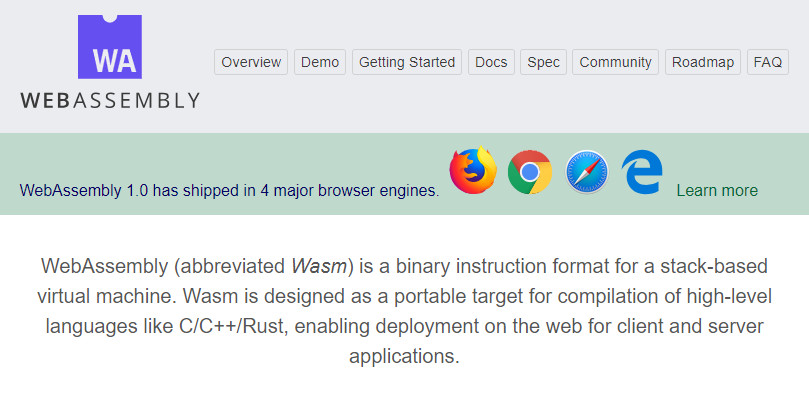 WA
WEBASSEMBLY
Overview Demo Getting Started Docs Spec Community Roadmap FAQ
WebAssembly 1.0 has shipped in 4 major browser engines. Learn more
WebAssembly (abbreviated Wasm) is a binary instruction format for a stack-based
virtual machine. Wasm is designed as a portable target for compilation of high-level
languages like C/C++/Rust, enabling deployment on the web for client and server
applications.